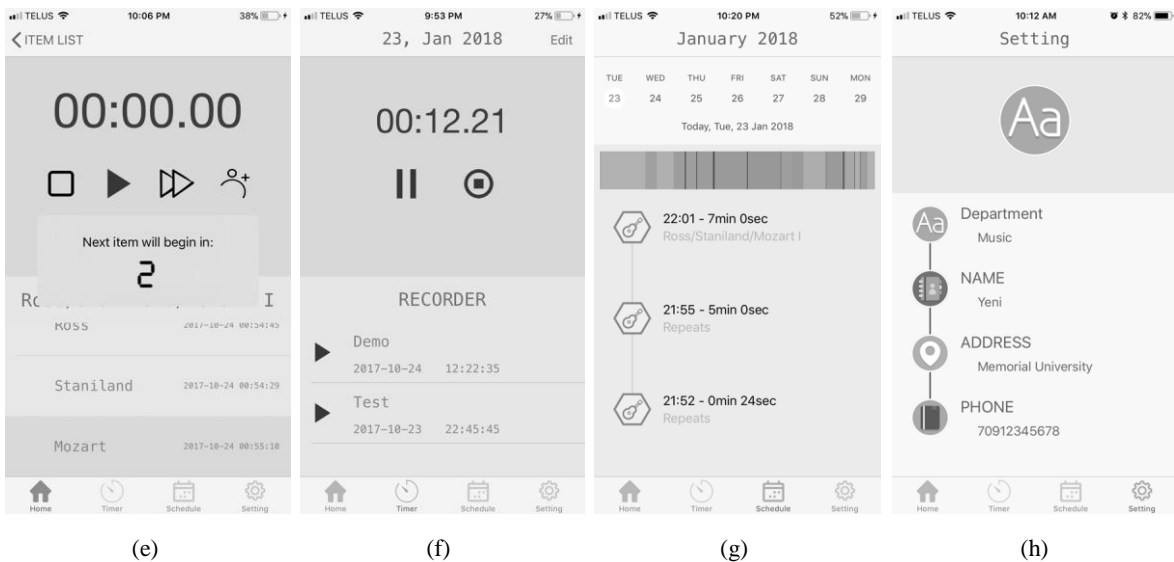 TELUS 10:06 PM 38%
ITEM LIST
00:00.00
Next item will begin in:
2
I
Ross 2017-10-24 00:54:45
Staniland 2017-10-24 00:54:29
Mozart 2017-10-24 00:55:10
Home Timer Schedule Setting
(e)
TELUS 9:53 PM 27%
23, Jan 2018 Edit
00:12.21
RECORDER
Demo
2017-10-24 12:22:35
Test
2017-10-23 22:45:45
Home Timer Schedule Setting
(f)
TELUS 10:20 PM 52%
January 2018
TUE WED THU FRI SAT SUN MON
23 24 25 26 27 28 29
Today, Tue, 23 Jan 2018
22:01 - 7min 0sec
Ross/Staniland/Mozart I
21:55 - 5min 0sec
Repeats
21:52 - 0min 24sec
Repeats
Home Timer Schedule Setting
(g)
TELUS 10:12 AM 82%
Setting
Aa
Aa
Department
Music
NAME
Yeni
ADDRESS
Memorial University
PHONE
70912345678
Home Timer Schedule Setting
(h)